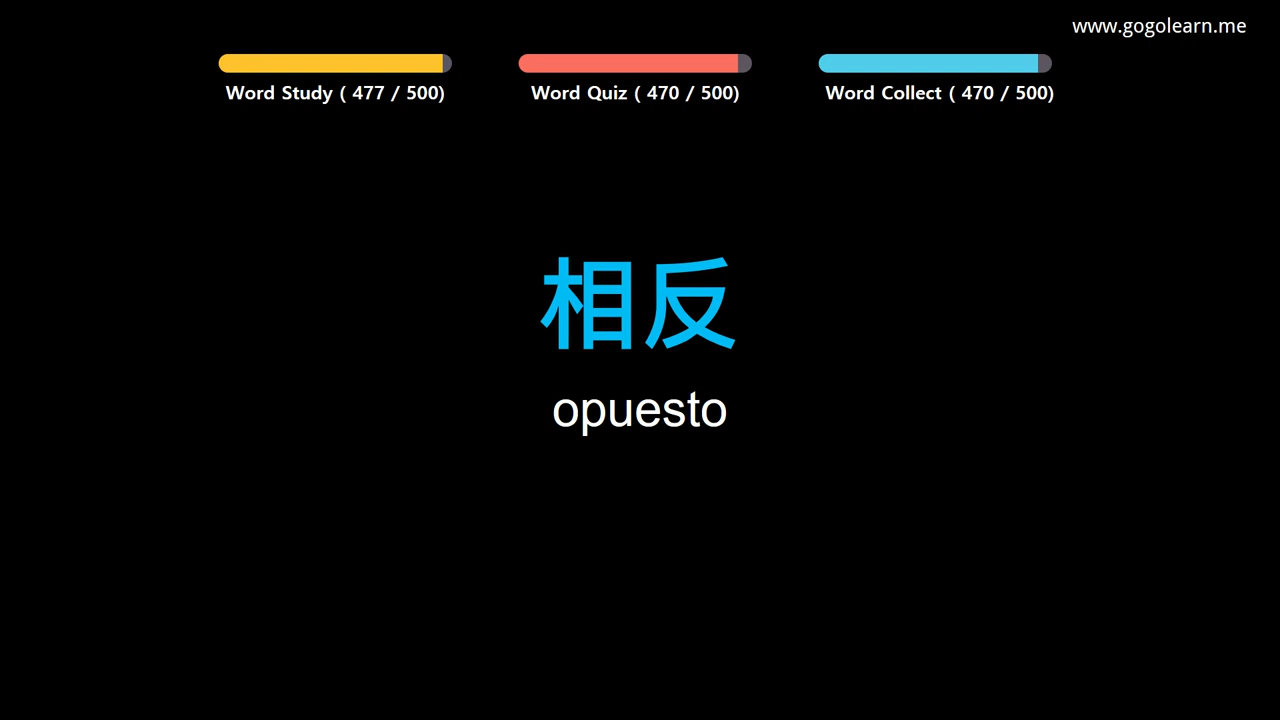 www.gogolearn.me
Word Study ( 477 / 500)
Word Quiz ( 470 / 500)
Word Collect ( 470 / 500)
相反
opuesto